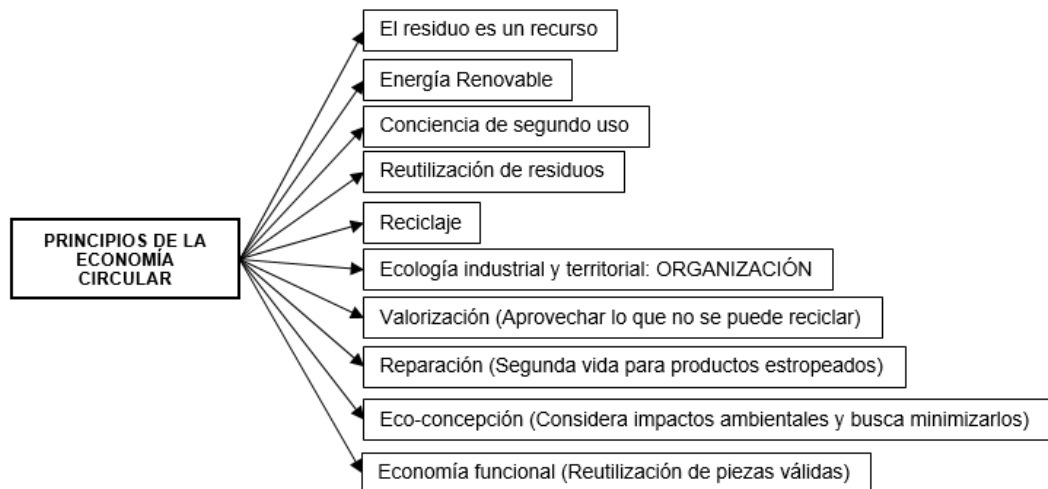 El residuo es un recurso
Energía Renovable
Conciencia de segundo uso
Reutilización de residuos
Reciclaje
PRINCIPIOS DE LA
ECONOMÍA
CIRCULAR
Ecología industrial y territorial: ORGANIZACIÓN
Valorización (Aprovechar lo que no se puede reciclar)
Reparación (Segunda vida para productos estropeados)
Eco-concepción (Considera impactos ambientales y busca minimizarlos)
Economía funcional (Reutilización de piezas válidas)